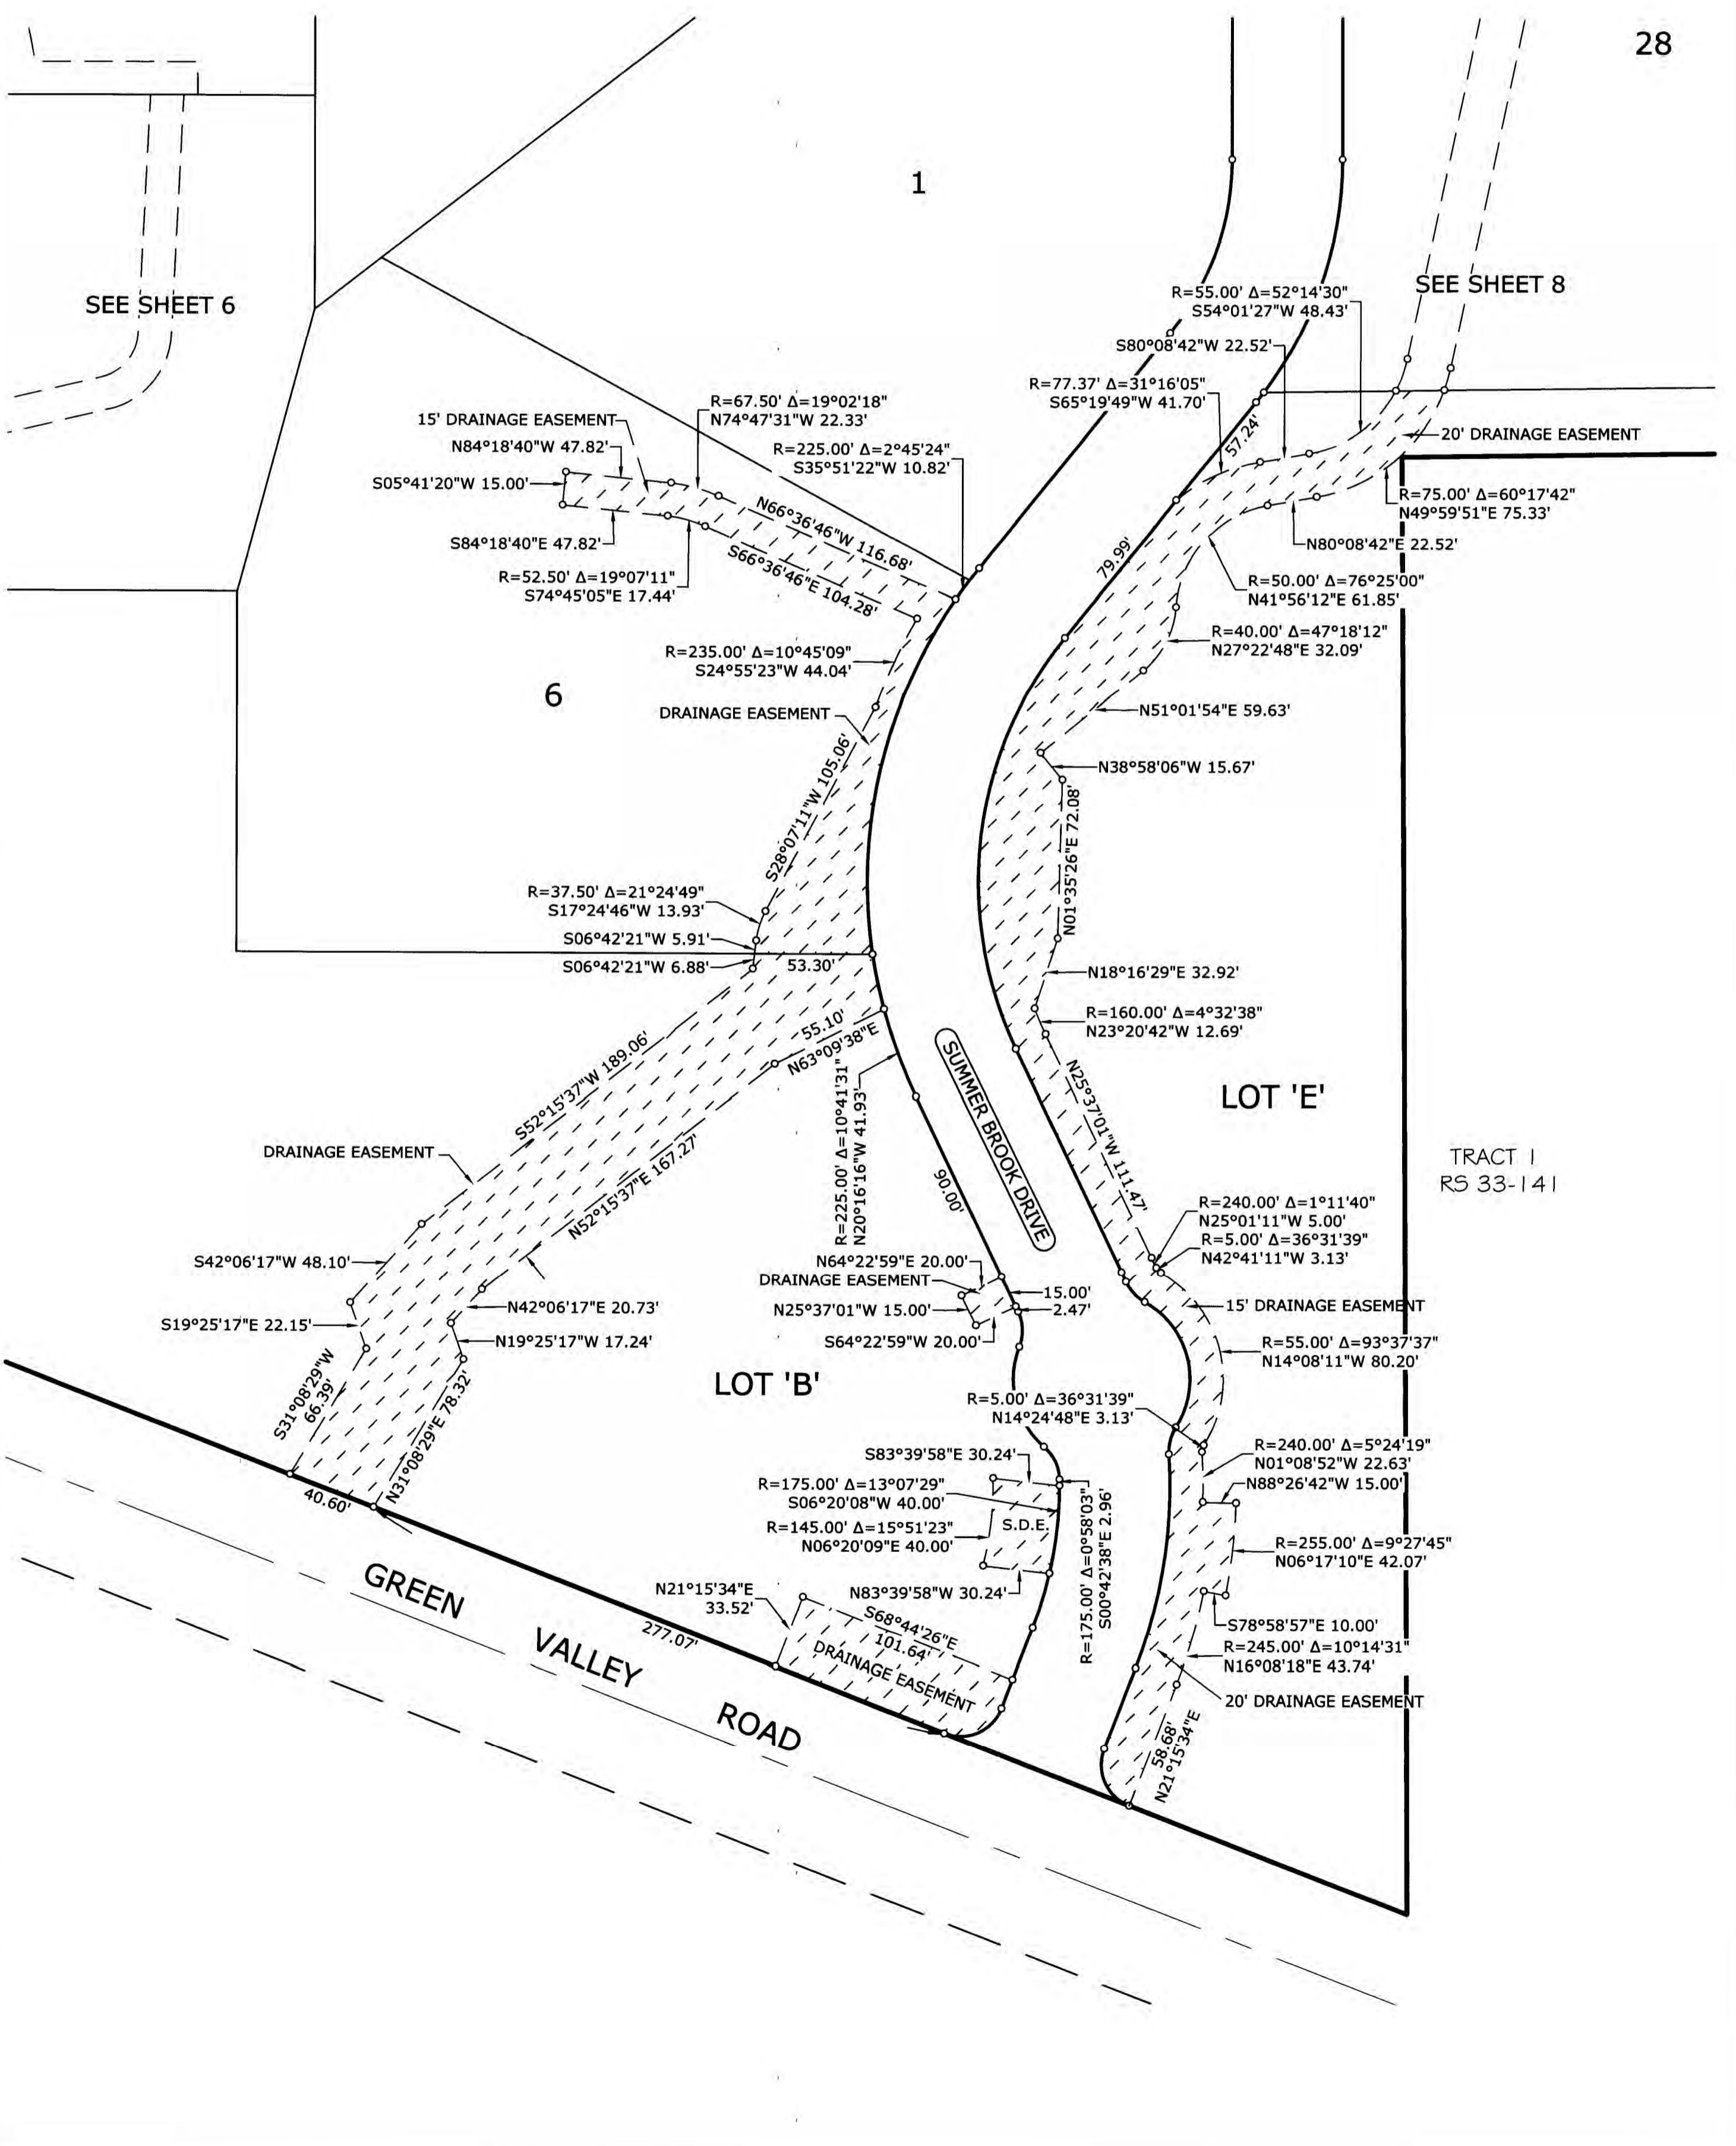 28
1
SEE SHEET 6
SEE SHEET 8
R=55.00' Δ=52°14'30"
S54°01'27"W 48.43'
S80°08'42"W 22.52'
R=77.37' Δ=31°16'05"
S65°19'49"W 41.70'
57.24'
20' DRAINAGE EASEMENT
R=67.50' Δ=19°02'18"
N74°47'31"W 22.33'
15' DRAINAGE EASEMENT
N84°18'40"W 47.82'
R=225.00' Δ=2°45'24"
S35°51'22"W 10.82'
S05°41'20"W 15.00'
N66°36'46"W 116.68'
S66°36'46"E 104.28'
S84°18'40"E 47.82'
R=52.50' Δ=19°07'11"
S74°45'05"E 17.44'
R=75.00' Δ=60°17'42"
N49°59'51"E 75.33'
N80°08'42"E 22.52'
79.99'
R=50.00' Δ=76°25'00"
N41°56'12"E 61.85'
R=40.00' Δ=47°18'12"
N27°22'48"E 32.09'
R=235.00' Δ=10°45'09"
S24°55'23"W 44.04'
6
DRAINAGE EASEMENT
N51°01'54"E 59.63'
N38°58'06"W 15.67'
S28°07'11"W 105.06'
N01°35'26"E 72.08'
R=37.50' Δ=21°24'49"
S17°24'46"W 13.93'
S06°42'21"W 5.91'
S06°42'21"W 6.88'
53.30'
N18°16'29"E 32.92'
R=160.00' Δ=4°32'38"
N23°20'42"W 12.69'
55.10'
N63°09'38"E
S52°15'37"W 189.06'
R=225.00' Δ=10°41'31"
N20°16'16"W 41.93'
SUMMER BROOK DRIVE
N25°37'01"W 111.47'
LOT 'E'
DRAINAGE EASEMENT
N52°15'37"E 167.27'
90.00'
TRACT 1
RS 33-141
R=240.00' Δ=1°11'40"
N25°01'11"W 5.00'
R=5.00' Δ=36°31'39"
N42°41'11"W 3.13'
S42°06'17"W 48.10'
N64°22'59"E 20.00'
DRAINAGE EASEMENT
15.00'
N25°37'01"W 15.00'
2.47'
S64°22'59"W 20.00'
15' DRAINAGE EASEMENT
N42°06'17"E 20.73'
S19°25'17"E 22.15'
N19°25'17"W 17.24'
R=55.00' Δ=93°37'37"
N14°08'11"W 80.20'
S31°08'29"W
66.39'
N31°08'29"E 78.32'
LOT 'B'
R=5.00' Δ=36°31'39"
N14°24'48"E 3.13'
S83°39'58"E 30.24'
R=175.00' Δ=13°07'29"
S06°20'08"W 40.00'
R=145.00' Δ=15°51'23"
N06°20'09"E 40.00'
S.D.E.
N83°39'58"W 30.24'
R=175.00' Δ=0°58'03"
S00°42'38"E 2.96'
R=240.00' Δ=5°24'19"
N01°08'52"W 22.63'
N88°26'42"W 15.00'
R=255.00' Δ=9°27'45"
N06°17'10"E 42.07'
40.60'
N21°15'34"E
33.52'
S68°44'26"E
101.64'
DRAINAGE EASEMENT
S78°58'57"E 10.00'
R=245.00' Δ=10°14'31"
N16°08'18"E 43.74'
20' DRAINAGE EASEMENT
277.07'
58.68'
N21°15'34"E
GREEN VALLEY ROAD